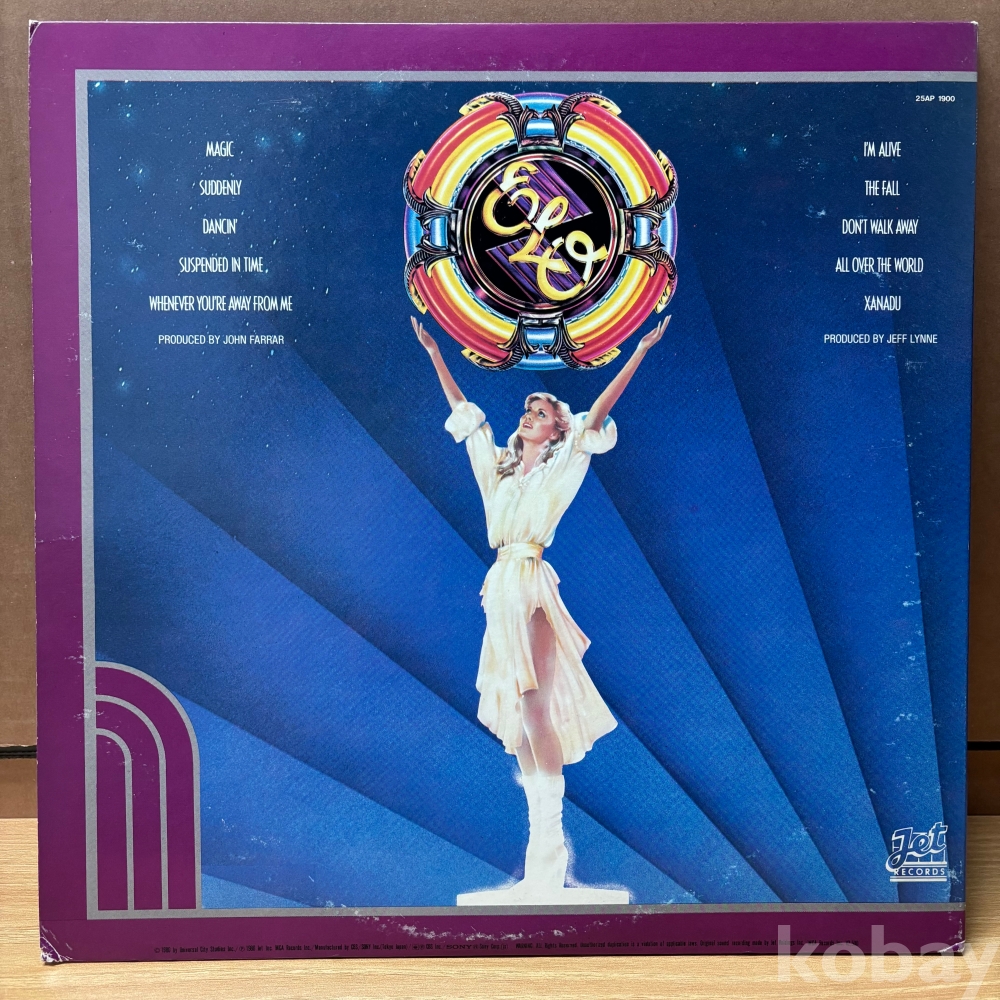 25AP 1900
MAGIC
SUDDENLY
DANCIN'
SUSPENDED IN TIME
WHENEVER YOU'RE AWAY FROM ME
PRODUCED BY JOHN FARRAR
ELO
I'M ALIVE
THE FALL
DON'T WALK AWAY
ALL OVER THE WORLD
XANADU
PRODUCED BY JEFF LYNNE
Jet
RECORDS
kobay